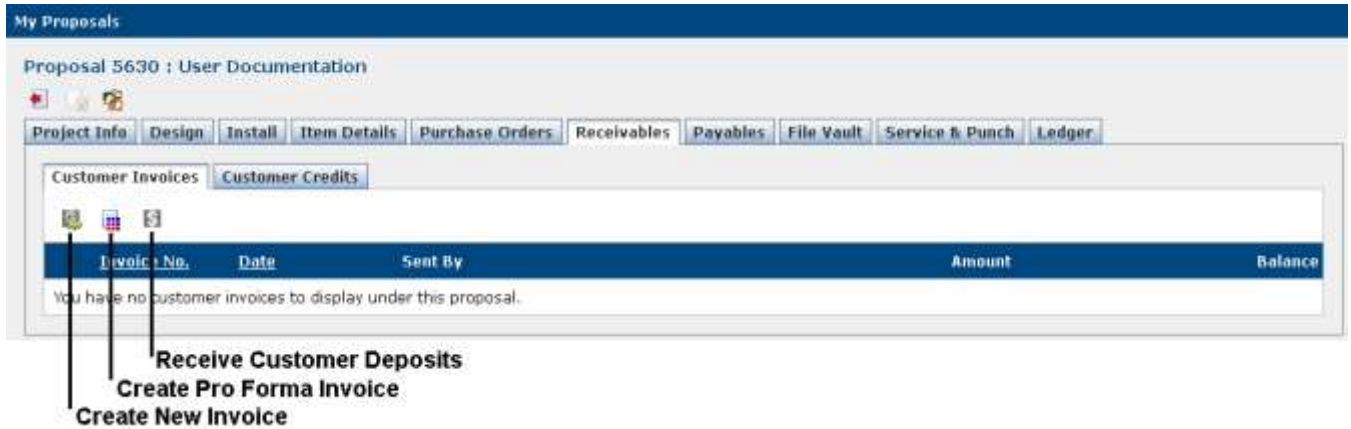 My Proposals
Proposal 5630 : User Documentation
Project Info Design Install Item Details Purchase Orders Receivables Payables File Vault Service & Punch Ledger
Customer Invoices Customer Credits
Invoice No. Date Sent By Amount Balance
You have no customer invoices to display under this proposal.
Receive Customer Deposits
Create Pro Forma Invoice
Create New Invoice